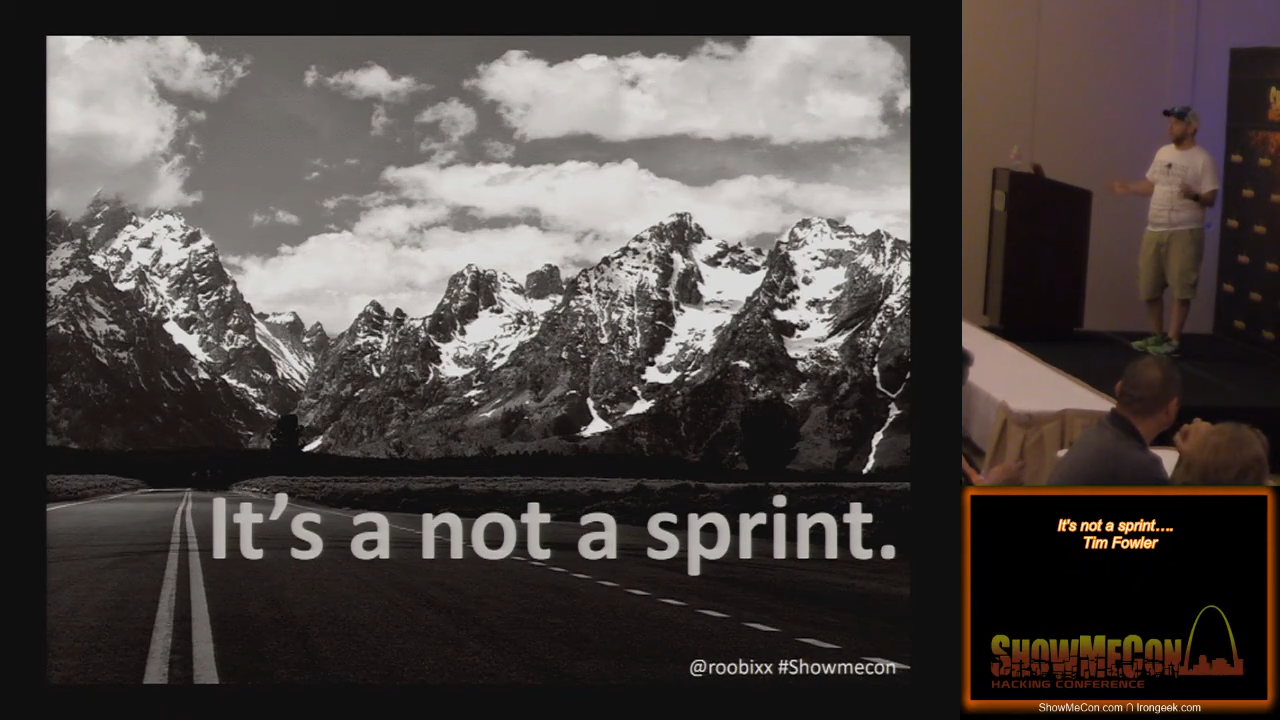 It's a not a sprint.
@roobixx #Showmecon
It's not a sprint....
Tim Fowler
SHOWMECON
HACKING CONFERENCE
ShowMeCon.com ∩ Irongeek.com